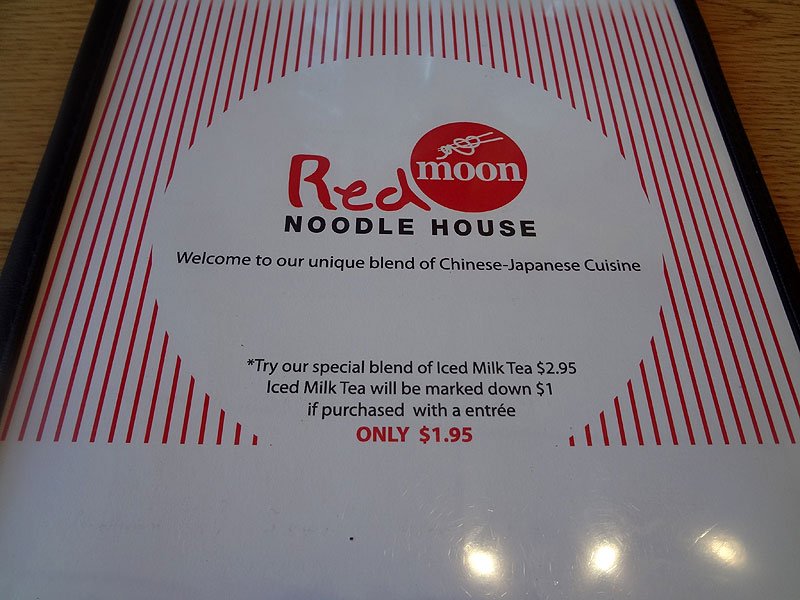 Red moon
NOODLE HOUSE
Welcome to our unique blend of Chinese-Japanese Cuisine
*Try our special blend of Iced Milk Tea $2.95
Iced Milk Tea will be marked down $1
if purchased with a entrée
ONLY $1.95